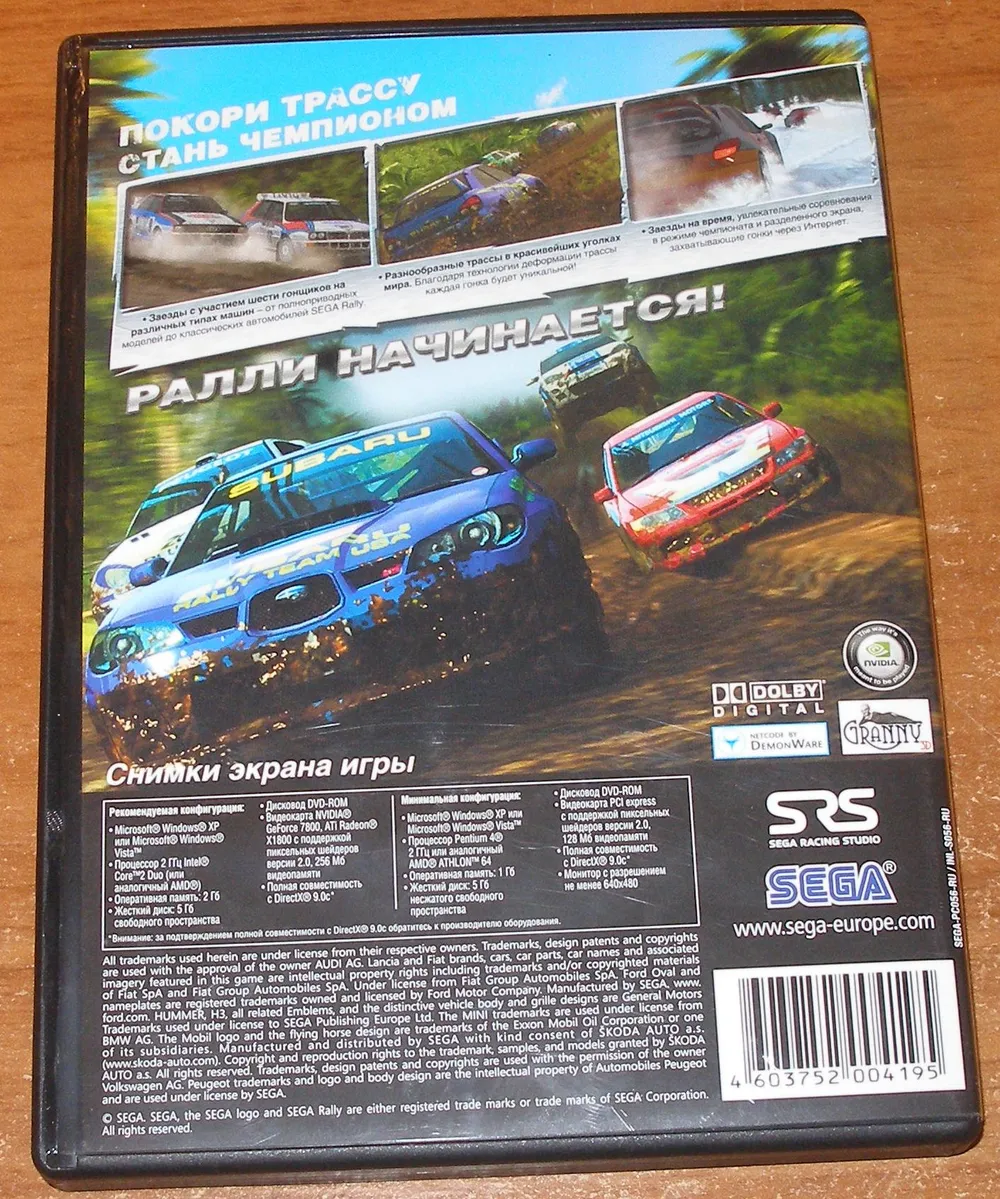 ПОКОРИ ТРАССУ
СТАНЬ ЧЕМПИОНОМ
• Заезды с участием шести гонщиков на
различных типах машин – от полноприводных
моделей до классических автомобилей SEGA Rally.
• Разнообразные трассы в красивейших уголках
мира. Благодаря технологии деформации трассы
каждая гонка будет уникальной!
• Заезды на время, увлекательные соревнования
в режиме чемпионата и разделенного экрана,
захватывающие гонки через Интернет.
РАЛЛИ НАЧИНАЕТСЯ!
SUBARU
SUBARU
RALLY TEAM USA
MITSUBISHI MOTORS
The way it's
NVIDIA
meant to be played
DOLBY
DIGITAL
NETCODE BY
DEMONWARE
GRANNY
3D
Снимки экрана игры
Рекомендуемая конфигурация:
• Microsoft® Windows® XP
или Microsoft® Windows®
Vista™
• Процессор 2 ГГц Intel®
Core™2 Duo (или
аналогичный AMD®)
• Оперативная память: 2 Гб
• Жесткий диск: 5 Гб
свободного пространства
• Дисковод DVD-ROM
• Видеокарта NVIDIA®
GeForce 7800, ATi Radeon®
X1800 с поддержкой
пиксельных шейдеров
версии 2.0, 256 Мб
видеопамяти
• Полная совместимость
с DirectX® 9.0c*
Минимальная конфигурация:
• Microsoft® Windows® XP или
Microsoft® Windows® Vista™
• Процессор Pentium 4®
2 ГГц или аналогичный
AMD® ATHLON™ 64
• Оперативная память: 1 Гб
• Жесткий диск: 5 Гб
несжатого свободного
пространства
• Дисковод DVD-ROM
• Видеокарта PCI express
с поддержкой пиксельных
шейдеров версии 2.0,
128 Мб видеопамяти
• Полная совместимость
с DirectX® 9.0c*
• Монитор с разрешением
не менее 640x480
*Внимание: за подтверждением полной совместимости с DirectX® 9.0c обратитесь к производителю оборудования.
SRS
SEGA RACING STUDIO
SEGA®
www.sega-europe.com
SEGA-PC056-RU / INL-S056-RU
All trademarks used herein are under license from their respective owners. Trademarks, design patents and copyrights
are used with the approval of the owner AUDI AG. Lancia and Fiat brands, cars, car parts, car names and associated
imagery featured in this game are intellectual property rights including trademarks and/or copyrighted materials
of Fiat SpA and Fiat Group Automobiles SpA. Under license from Fiat Group Automobiles SpA. Ford Oval and
nameplates are registered trademarks owned and licensed by Ford Motor Company. Manufactured by SEGA. www.
ford.com. HUMMER, H3, all related Emblems, and the distinctive vehicle body and grille designs are General Motors
Trademarks used under license to SEGA Publishing Europe Ltd. The MINI trademarks are used under license from
BMW AG. The Mobil logo and the flying horse design are trademarks of the Exxon Mobil Oil Corporation or one
of its subsidiaries. Manufactured and distributed by SEGA with kind consent of ŠKODA AUTO a.s.
(www.skoda-auto.com). Copyright and reproduction rights to the trademark, samples, and models granted by ŠKODA
AUTO a.s. All rights reserved. Trademarks, design patents and copyrights are used with the permission of the owner
Volkswagen AG. Peugeot trademarks and logo and body design are the intellectual property of Automobiles Peugeot
and are used under license by SEGA.
© SEGA. SEGA, the SEGA logo and SEGA Rally are either registered trade marks or trade marks of SEGA Corporation.
All rights reserved.
4 603752 004195